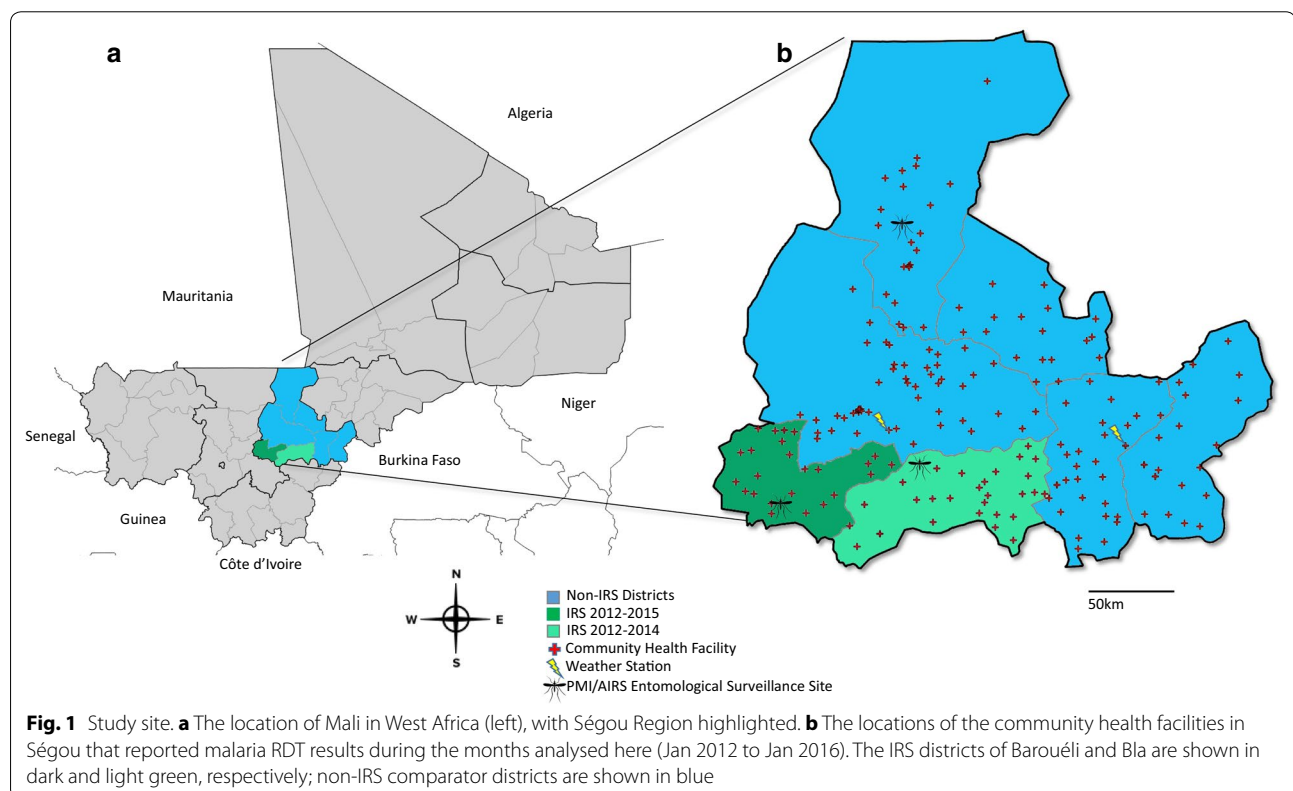 a
b
Algeria
Mauritania
Niger
Senegal
Burkina Faso
Guinea
Côte d'Ivoire
50km
N
W
E
S
Non-IRS Districts
IRS 2012-2015
IRS 2012-2014
Community Health Facility
Weather Station
PMI/AIRS Entomological Surveillance Site
Fig. 1 Study site. a The location of Mali in West Africa (left), with Ségou Region highlighted. b The locations of the community health facilities in
Ségou that reported malaria RDT results during the months analysed here (Jan 2012 to Jan 2016). The IRS districts of Barouéli and Bla are shown in
dark and light green, respectively; non-IRS comparator districts are shown in blue